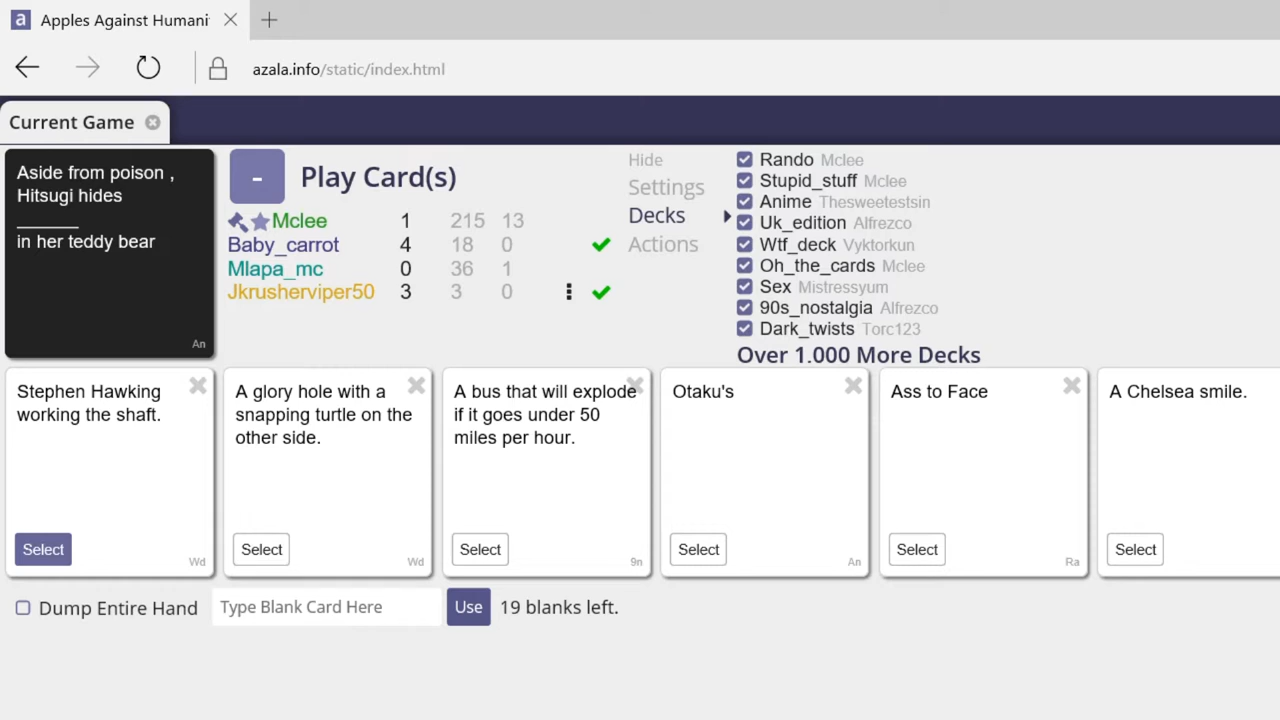 a Apples Against Humani
azala.info/static/index.html
Current Game
Aside from poison ,
Hitsugi hides
______
in her teddy bear
An
- Play Card(s)
Mclee 1 215 13
Baby_carrot 4 18 0
Mlapa_mc 0 36 1
Jkrusherviper50 3 3 0
Hide
Settings
Decks
Actions
Rando Mclee
Stupid_stuff Mclee
Anime Thesweetestsin
Uk_edition Alfrezco
Wtf_deck Vyktorkun
Oh_the_cards Mclee
Sex Mistressyum
90s_nostalgia Alfrezco
Dark_twists Torc123
Over 1,000 More Decks
Stephen Hawking
working the shaft.
Select
Wd
A glory hole with a
snapping turtle on the
other side.
Select
Wd
A bus that will explode
if it goes under 50
miles per hour.
Select
9n
Otaku's
Select
An
Ass to Face
Select
Ra
A Chelsea smile.
Select
Dump Entire Hand
Type Blank Card Here
Use
19 blanks left.